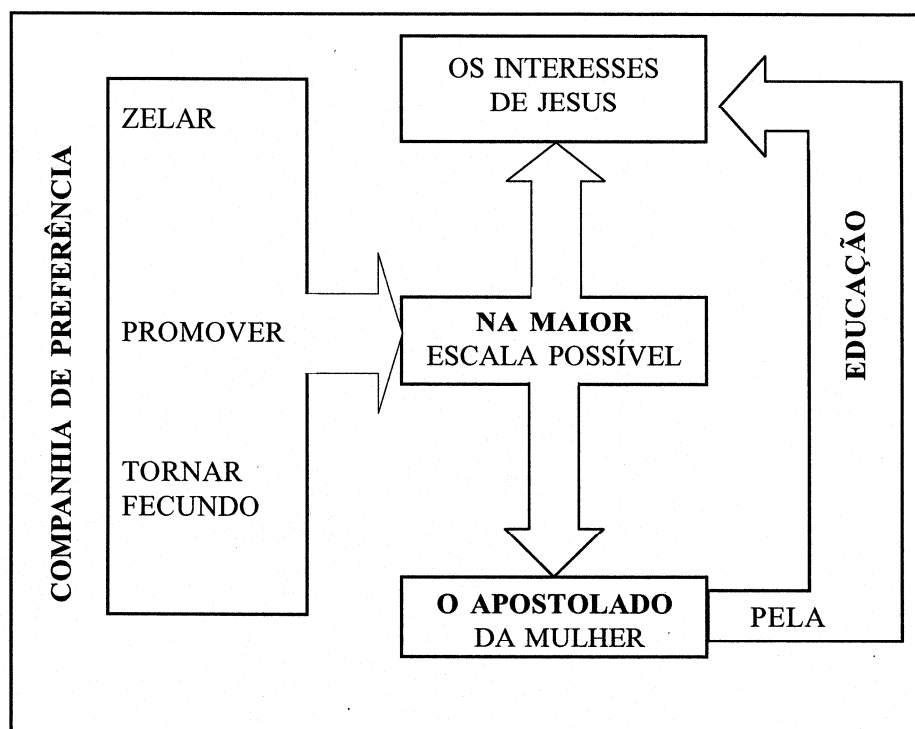 COMPANHIA DE PREFERÊNCIA
ZELAR
PROMOVER
TORNAR
FECUNDO
OS INTERESSES
DE JESUS
NA MAIOR
ESCALA POSSÍVEL
O APOSTOLADO
DA MULHER
PELA
EDUCAÇÃO